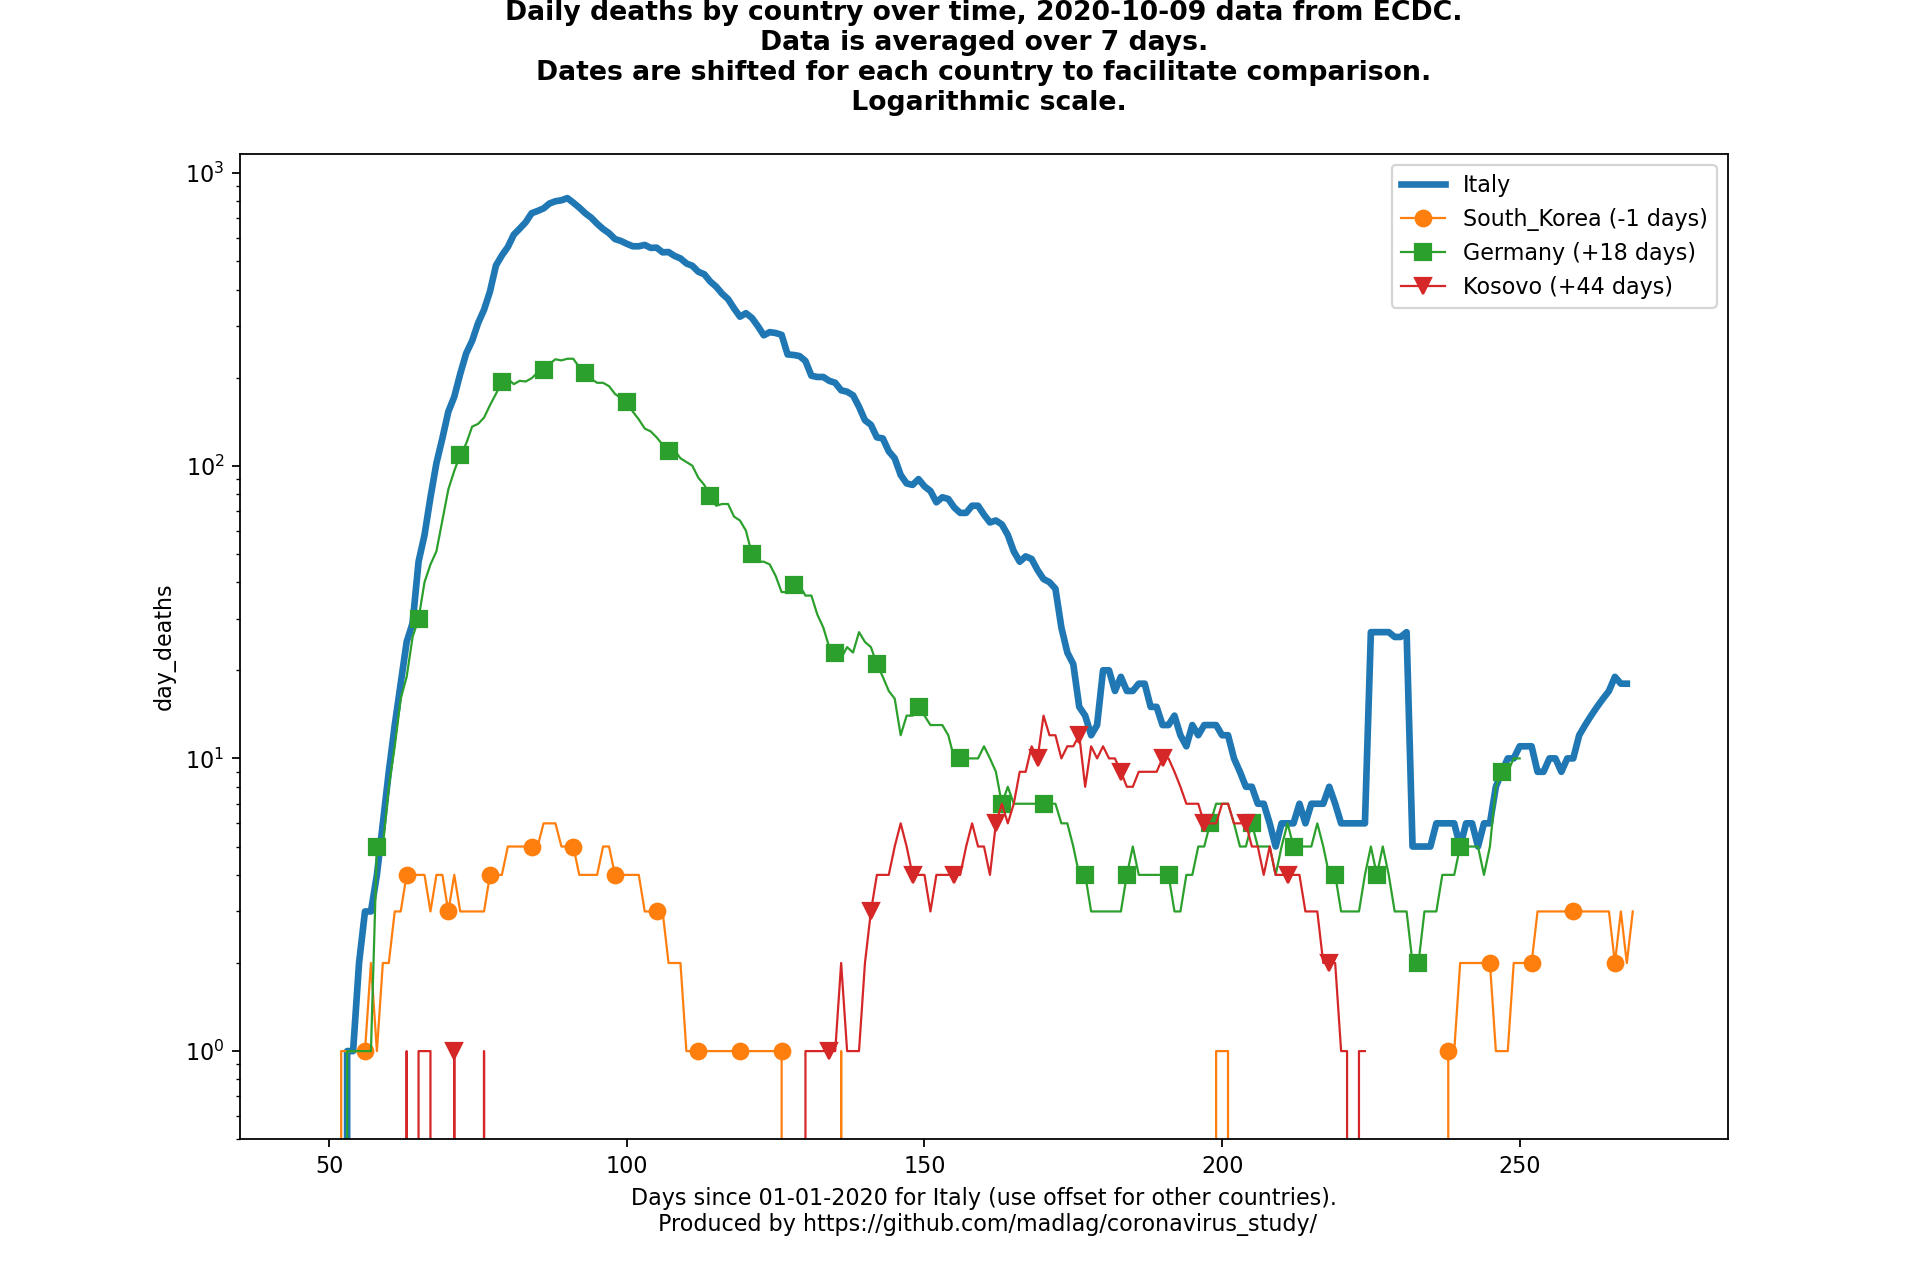 Daily deaths by country over time, 2020-10-09 data from ECDC.
Data is averaged over 7 days.
Dates are shifted for each country to facilitate comparison.
Logarithmic scale.
10³
10²
10¹
10⁰
day_deaths
Italy
South_Korea (-1 days)
Germany (+18 days)
Kosovo (+44 days)
50 100 150 200 250
Days since 01-01-2020 for Italy (use offset for other countries).
Produced by https://github.com/madlag/coronavirus_study/